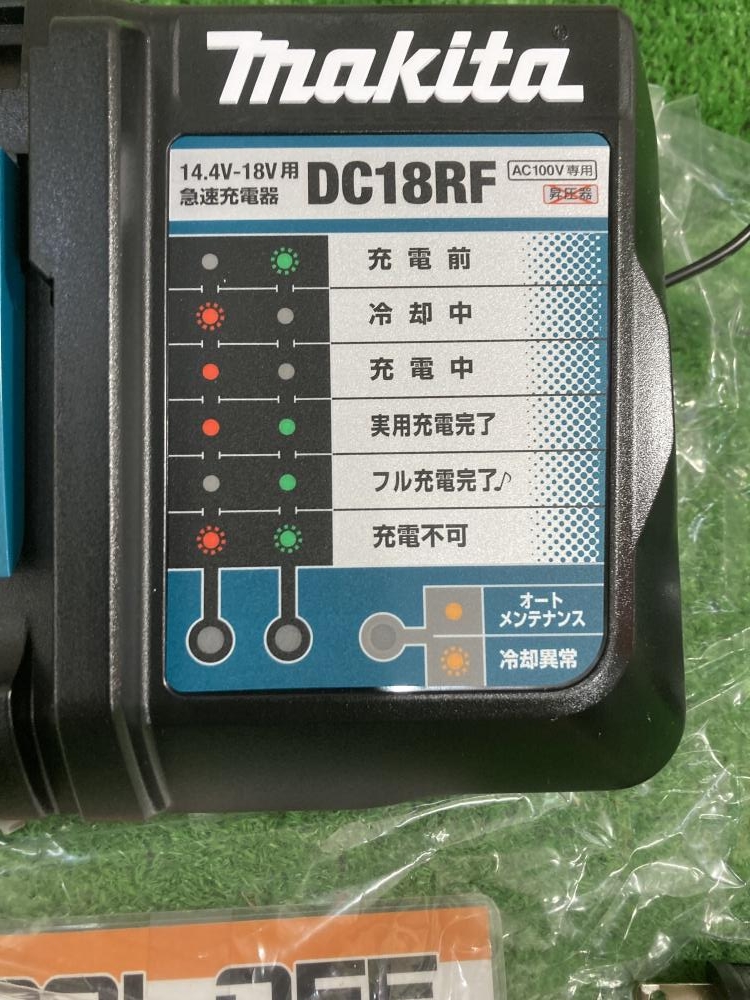 makita®
14.4V-18V用
急速充電器
DC18RF
AC100V専用
昇圧器
充電前
冷却中
充電中
実用充電完了
フル充電完了♪
充電不可
オート
メンテナンス
冷却異常